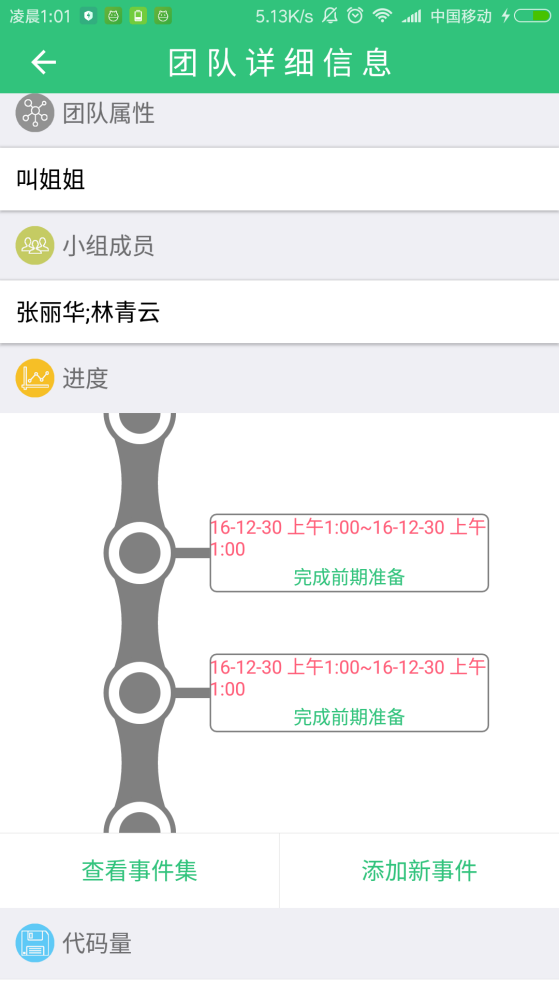 凌晨1:01 5.13K/s 中国移动
团队详细信息
团队属性
叫姐姐
小组成员
张丽华;林青云
进度
16-12-30 上午1:00~16-12-30 上午
1:00
完成前期准备
16-12-30 上午1:00~16-12-30 上午
1:00
完成前期准备
查看事件集 添加新事件
代码量